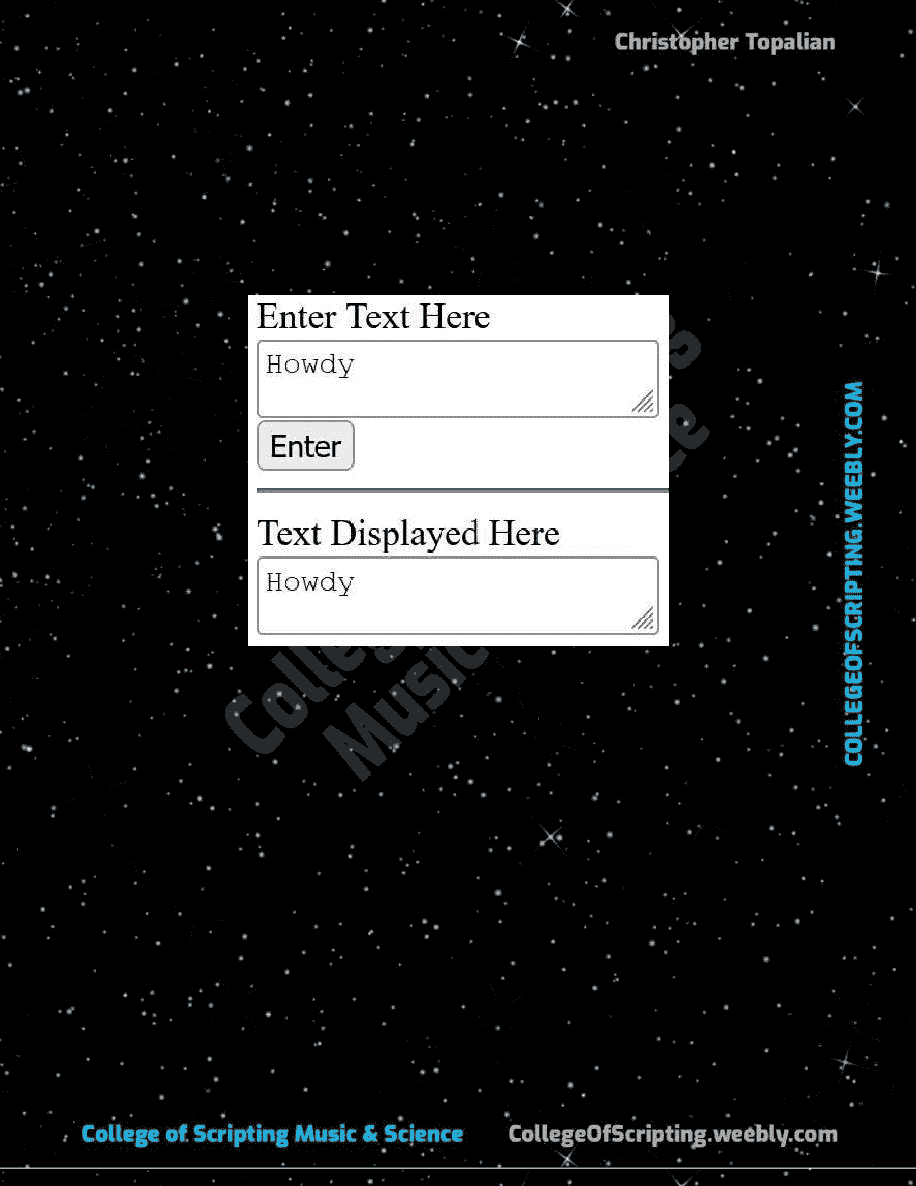 Christopher Topalian
Enter Text Here
Howdy
Enter
Text Displayed Here
Howdy
COLLEGEOFSCRIPTING.WEEBLY.COM
Music
College of Scripting Music & Science
CollegeOfScripting.weebly.com